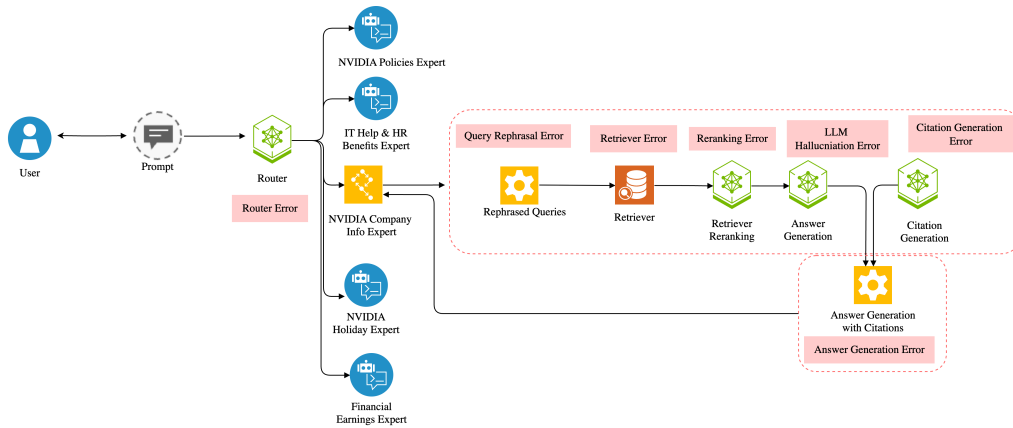 NVIDIA Policies Expert
IT Help & HR
Benefits Expert
User
Prompt
Router
Router Error
NVIDIA Company
Info Expert
NVIDIA
Holiday Expert
Financial
Earnings Expert
Query Rephrasal Error
Retriever Error
Reranking Error
LLM
Hallucniation Error
Citation Generation
Error
Rephrased Queries
Retriever
Retriever
Reranking
Answer
Generation
Citation
Generation
Answer Generation
with Citations
Answer Generation Error